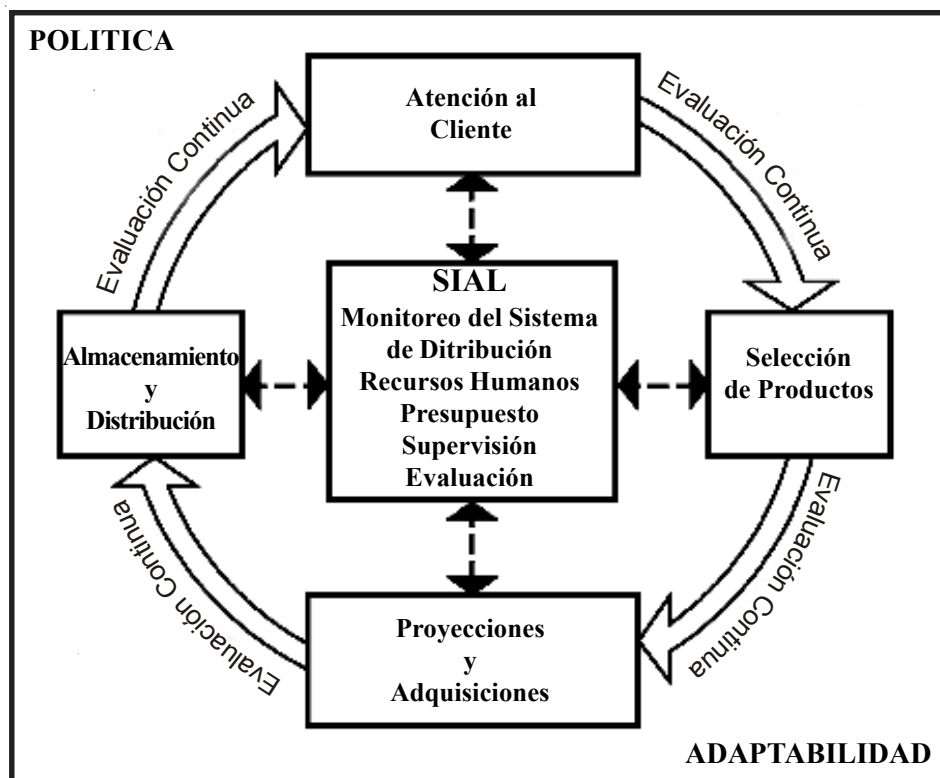 POLITICA
Atención al
Cliente
Evaluación Continua
Evaluación Continua
SIAL
Monitoreo del Sistema
de Ditribución
Recursos Humanos
Presupuesto
Supervisión
Evaluación
Almacenamiento
y
Distribución
Selección
de Productos
Evaluación Continua
Evaluación Continua
Proyecciones
y
Adquisiciones
ADAPTABILIDAD